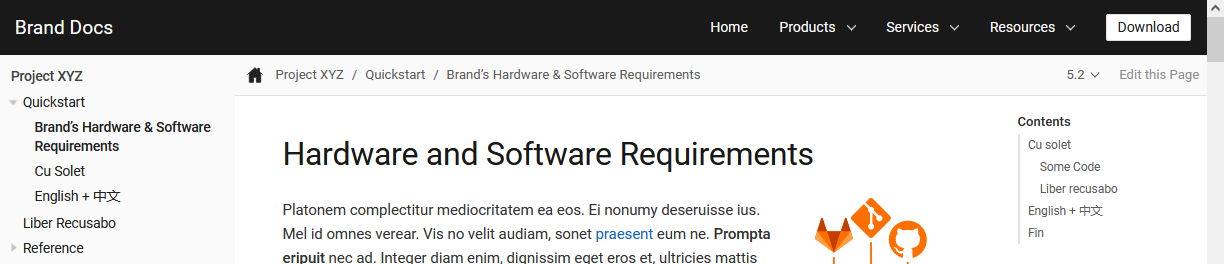 Brand Docs
Home Products Services Resources Download
Project XYZ
Quickstart
Brand’s Hardware & Software
Requirements
Cu Solet
English + 中文
Liber Recusabo
Reference
Project XYZ / Quickstart / Brand’s Hardware & Software Requirements
5.2 Edit this Page
Hardware and Software Requirements
Platonem complectitur mediocritatem ea eos. Ei nonumy deseruisse ius.
Mel id omnes verear. Vis no velit audiam, sonet praesent eum ne. Prompta
eripuit nec ad. Integer diam enim, dignissim eget eros et, ultricies mattis
Contents
Cu solet
Some Code
Liber recusabo
English + 中文
Fin